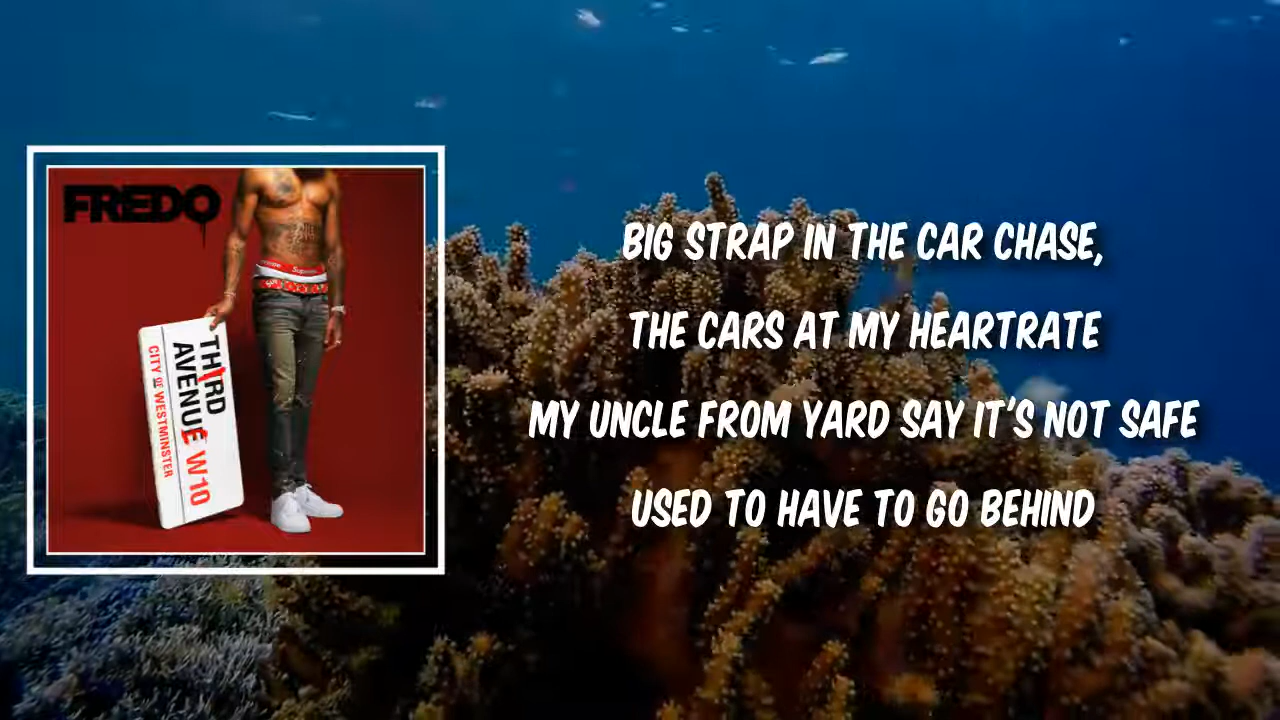 FREDO
Supreme
THIRD
AVENUE W10
CITY OF WESTMINSTER
BIG STRAP IN THE CAR CHASE,
THE CARS AT MY HEARTRATE
MY UNCLE FROM YARD SAY IT'S NOT SAFE
USED TO HAVE TO GO BEHIND